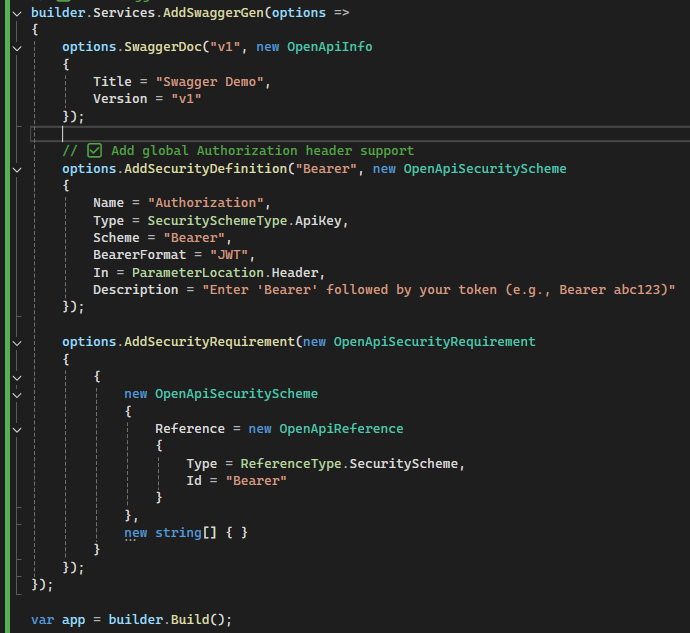 builder.Services.AddSwaggerGen(options =>
{
    options.SwaggerDoc("v1", new OpenApiInfo
    {
        Title = "Swagger Demo",
        Version = "v1"
    });

    // ✅ Add global Authorization header support
    options.AddSecurityDefinition("Bearer", new OpenApiSecurityScheme
    {
        Name = "Authorization",
        Type = SecuritySchemeType.ApiKey,
        Scheme = "Bearer",
        BearerFormat = "JWT",
        In = ParameterLocation.Header,
        Description = "Enter 'Bearer' followed by your token (e.g., Bearer abc123)"
    });

    options.AddSecurityRequirement(new OpenApiSecurityRequirement
    {
        {
            new OpenApiSecurityScheme
            {
                Reference = new OpenApiReference
                {
                    Type = ReferenceType.SecurityScheme,
                    Id = "Bearer"
                }
            },
            new string[] { }
        }
    });
});

var app = builder.Build();